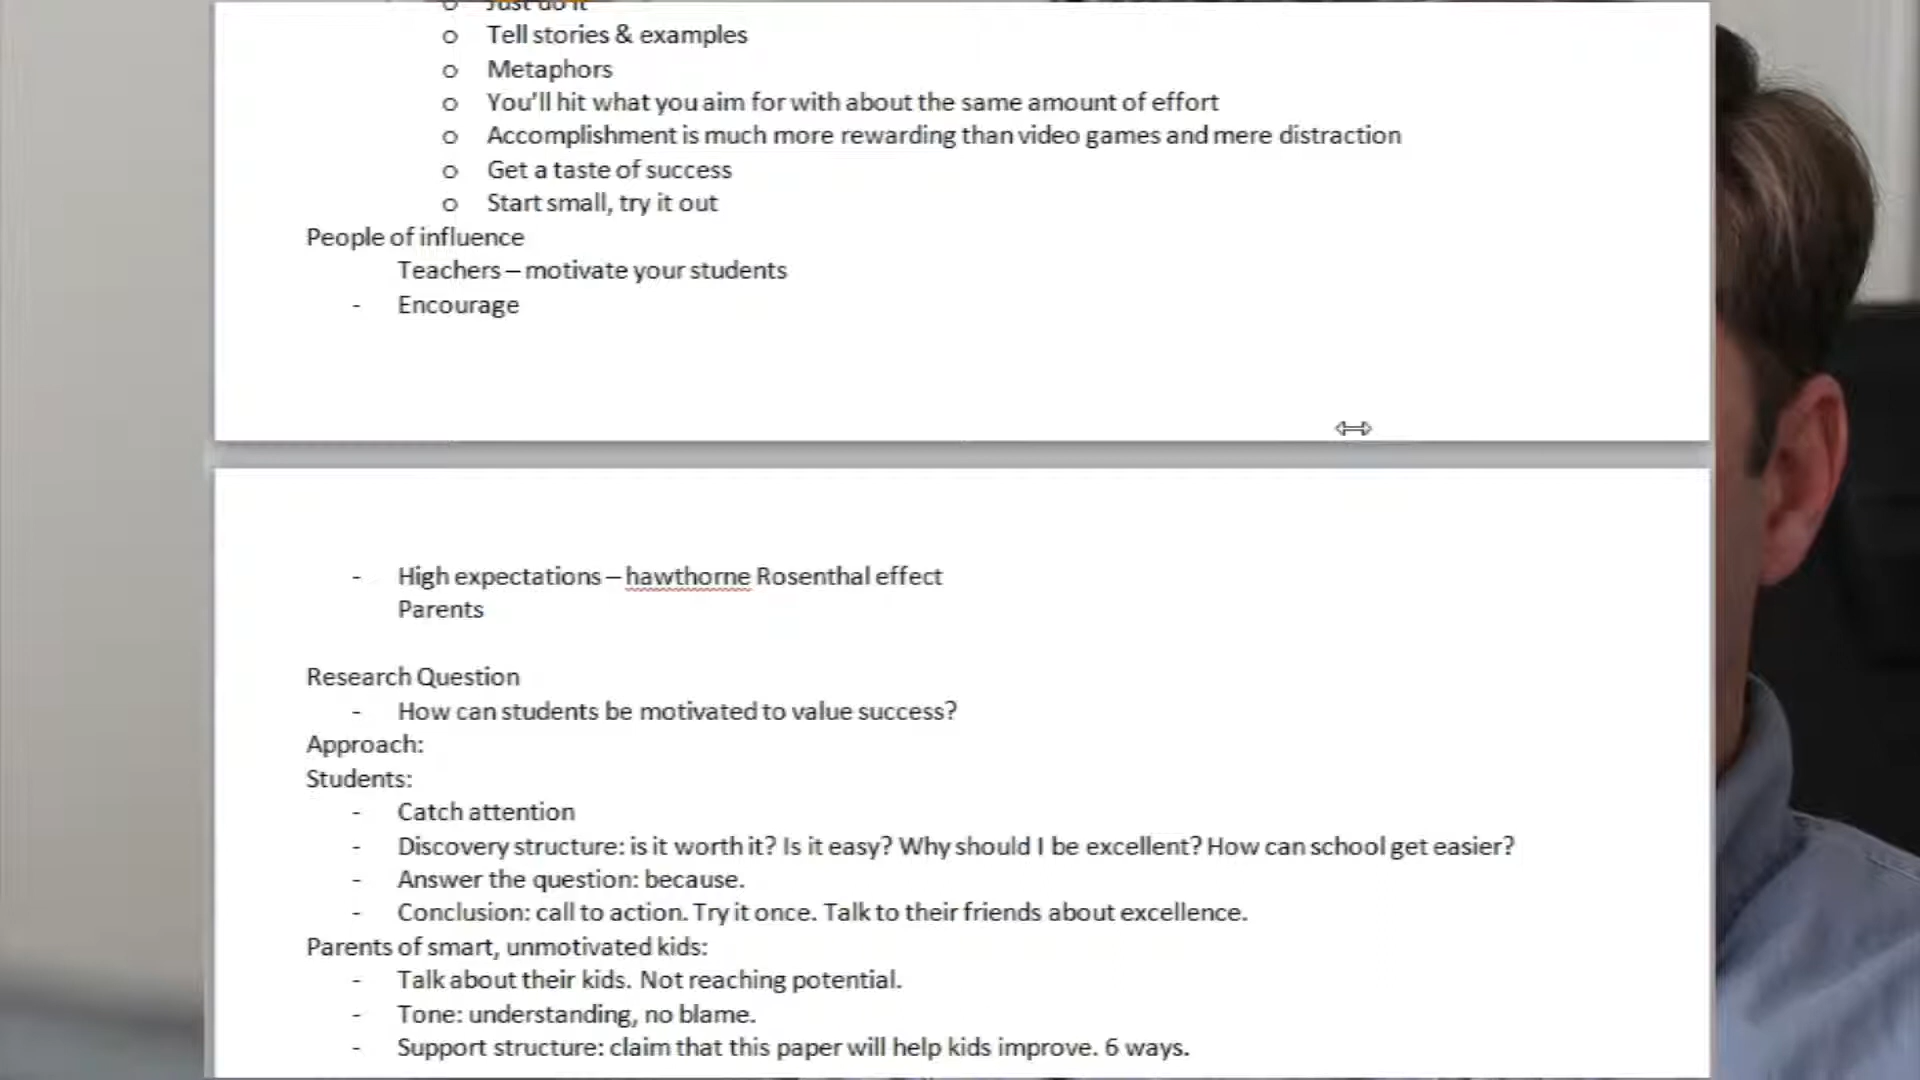 o Just do it
o Tell stories & examples
o Metaphors
o You'll hit what you aim for with about the same amount of effort
o Accomplishment is much more rewarding than video games and mere distraction
o Get a taste of success
o Start small, try it out
People of influence
Teachers – motivate your students
- Encourage
- High expectations – hawthorne Rosenthal effect
Parents
Research Question
- How can students be motivated to value success?
Approach:
Students:
- Catch attention
- Discovery structure: is it worth it? Is it easy? Why should I be excellent? How can school get easier?
- Answer the question: because.
- Conclusion: call to action. Try it once. Talk to their friends about excellence.
Parents of smart, unmotivated kids:
- Talk about their kids. Not reaching potential.
- Tone: understanding, no blame.
- Support structure: claim that this paper will help kids improve. 6 ways.